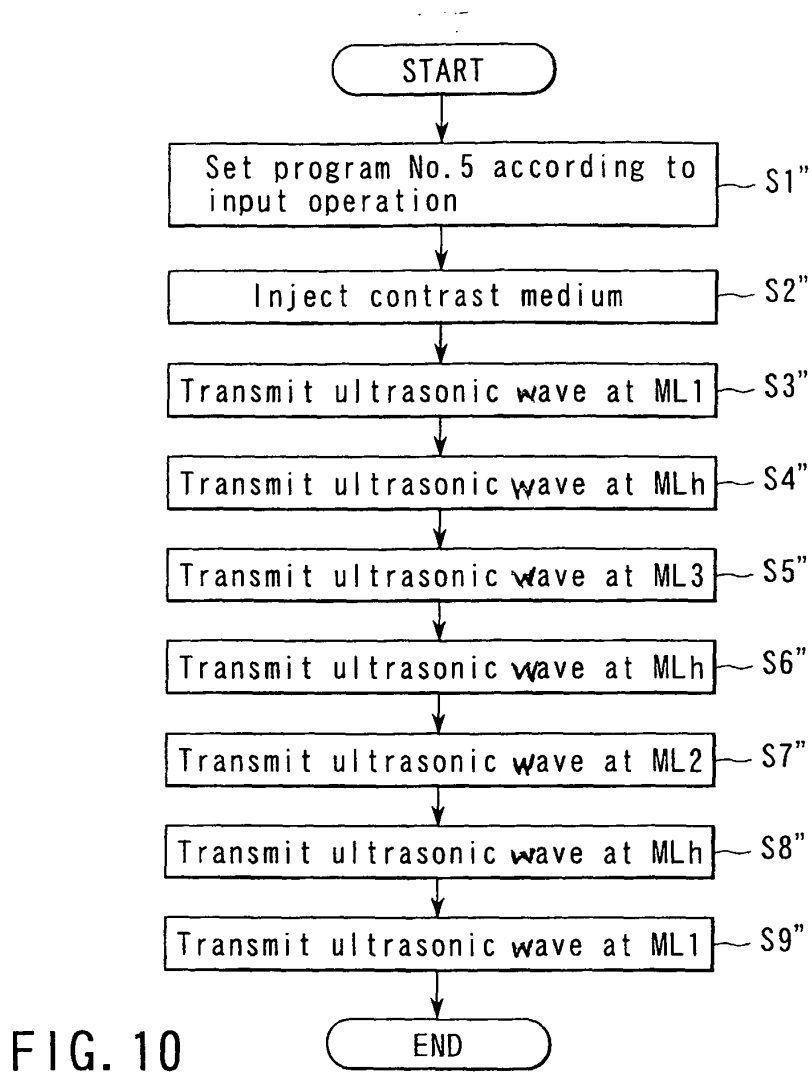 START
Set program No.5 according to
input operation
S1"
Inject contrast medium
S2"
Transmit ultrasonic wave at ML1
S3"
Transmit ultrasonic wave at MLh
S4"
Transmit ultrasonic wave at ML3
S5"
Transmit ultrasonic wave at MLh
S6"
Transmit ultrasonic wave at ML2
S7"
Transmit ultrasonic wave at MLh
S8"
Transmit ultrasonic wave at ML1
S9"
END
FIG. 10